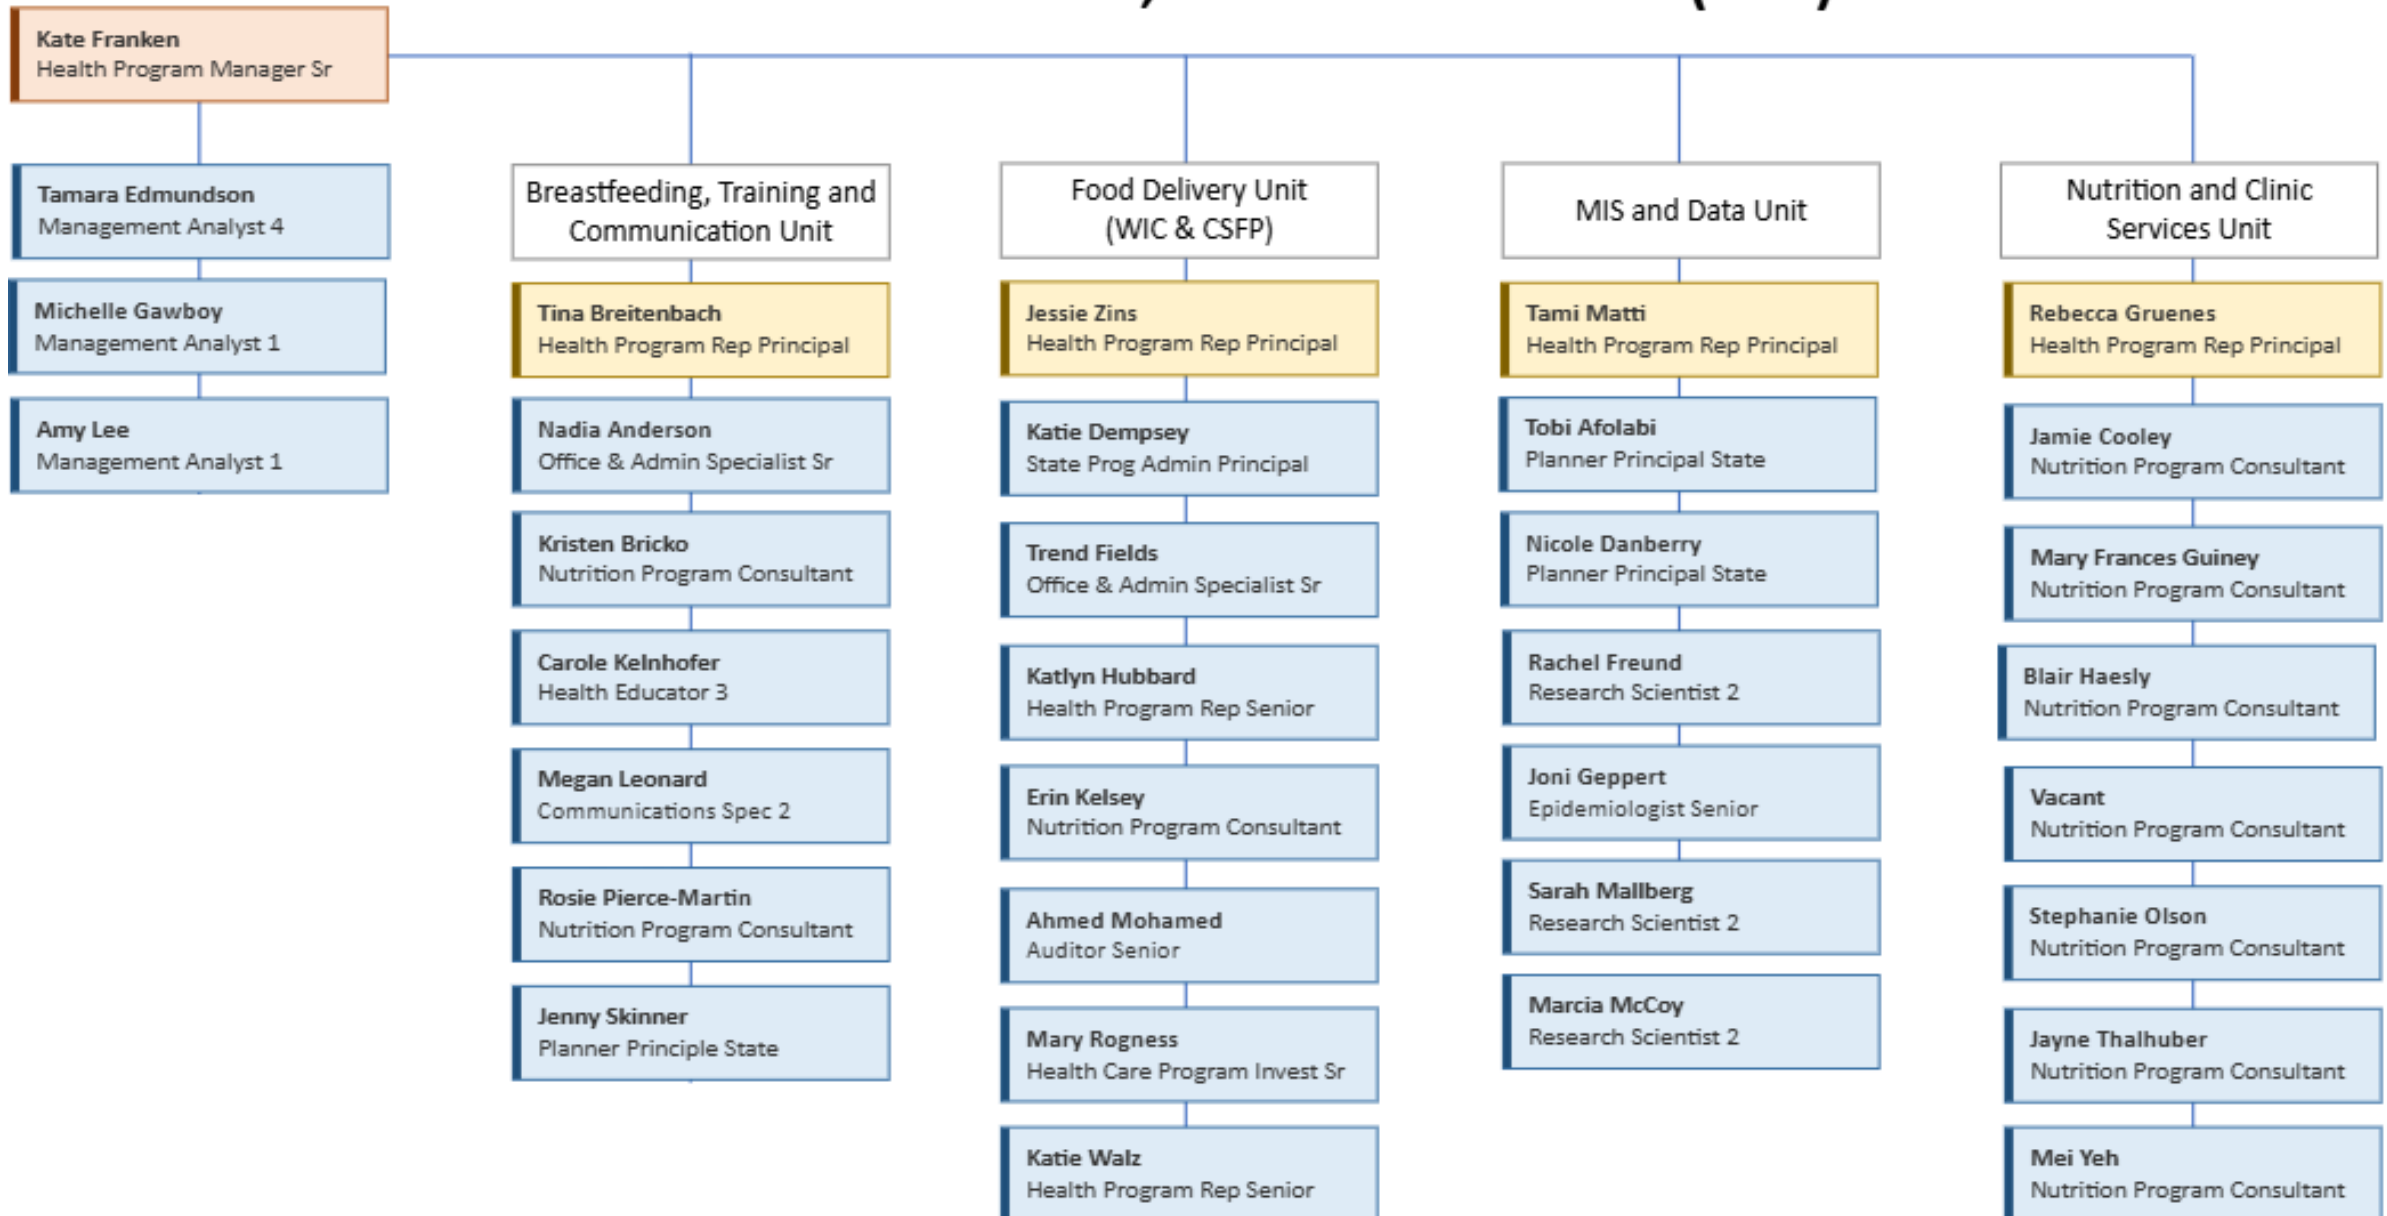 Kate Franken
Health Program Manager Sr
Tamara Edmundson
Management Analyst 4
Michelle Gawboy
Management Analyst 1
Amy Lee
Management Analyst 1
Breastfeeding, Training and
Communication Unit
Tina Breitenbach
Health Program Rep Principal
Nadia Anderson
Office & Admin Specialist Sr
Kristen Bricko
Nutrition Program Consultant
Carole Kelnhofer
Health Educator 3
Megan Leonard
Communications Spec 2
Rosie Pierce-Martin
Nutrition Program Consultant
Jenny Skinner
Planner Principle State
Food Delivery Unit
(WIC & CSFP)
Jessie Zins
Health Program Rep Principal
Katie Dempsey
State Prog Admin Principal
Trend Fields
Office & Admin Specialist Sr
Katlyn Hubbard
Health Program Rep Senior
Erin Kelsey
Nutrition Program Consultant
Ahmed Mohamed
Auditor Senior
Mary Rogness
Health Care Program Invest Sr
Katie Walz
Health Program Rep Senior
MIS and Data Unit
Tami Matti
Health Program Rep Principal
Tobi Afolabi
Planner Principal State
Nicole Danberry
Planner Principal State
Rachel Freund
Research Scientist 2
Joni Geppert
Epidemiologist Senior
Sarah Mallberg
Research Scientist 2
Marcia McCoy
Research Scientist 2
Nutrition and Clinic
Services Unit
Rebecca Gruenes
Health Program Rep Principal
Jamie Cooley
Nutrition Program Consultant
Mary Frances Guiney
Nutrition Program Consultant
Blair Haesly
Nutrition Program Consultant
Vacant
Nutrition Program Consultant
Stephanie Olson
Nutrition Program Consultant
Jayne Thalhuber
Nutrition Program Consultant
Mei Yeh
Nutrition Program Consultant